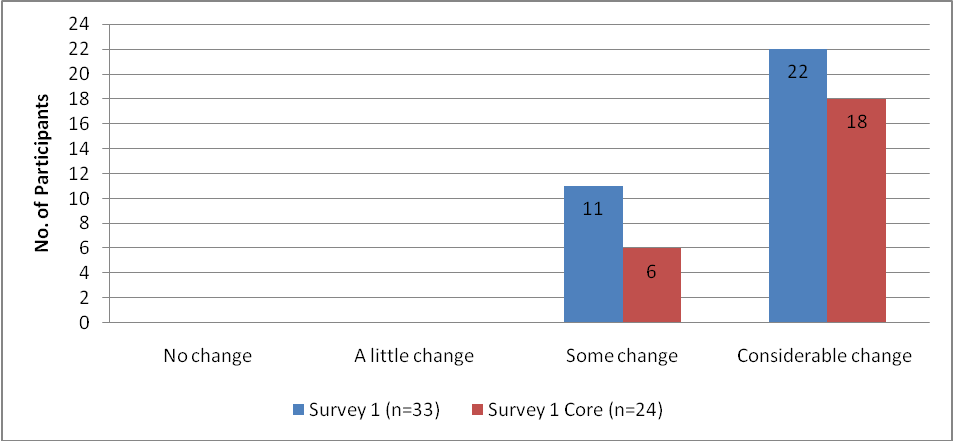 24
22
20
18
16
14
12
10
8
6
4
2
0
No. of Participants
11
6
22
18
No change
A little change
Some change
Considerable change
Survey 1 (n=33)
Survey 1 Core (n=24)